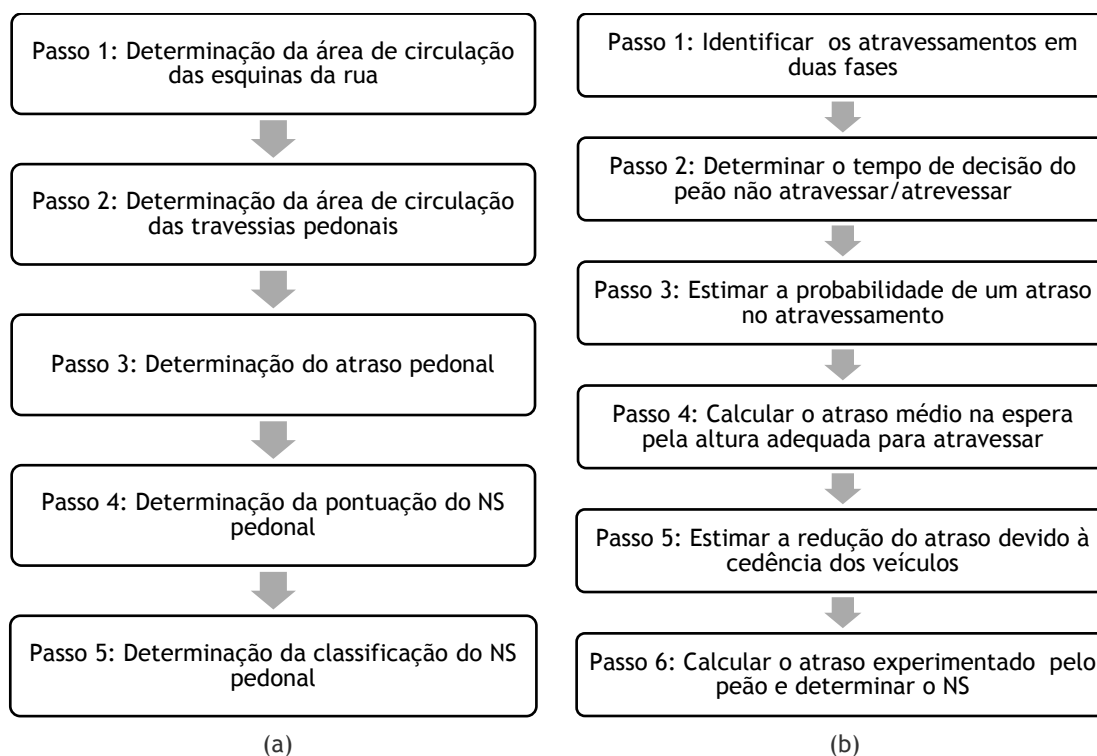 Passo 1: Determinação da área de circulação
das esquinas da rua
Passo 2: Determinação da área de circulação
das travessias pedonais
Passo 3: Determinação do atraso pedonal
Passo 4: Determinação da pontuação do NS
pedonal
Passo 5: Determinação da classificação do NS
pedonal
(a)
Passo 1: Identificar os atravessamentos em
duas fases
Passo 2: Determinar o tempo de decisão do
peão não atravessar/atrevessar
Passo 3: Estimar a probabilidade de um atraso
no atravessamento
Passo 4: Calcular o atraso médio na espera
pela altura adequada para atravessar
Passo 5: Estimar a redução do atraso devido à
cedência dos veículos
Passo 6: Calcular o atraso experimentado pelo
peão e determinar o NS
(b)